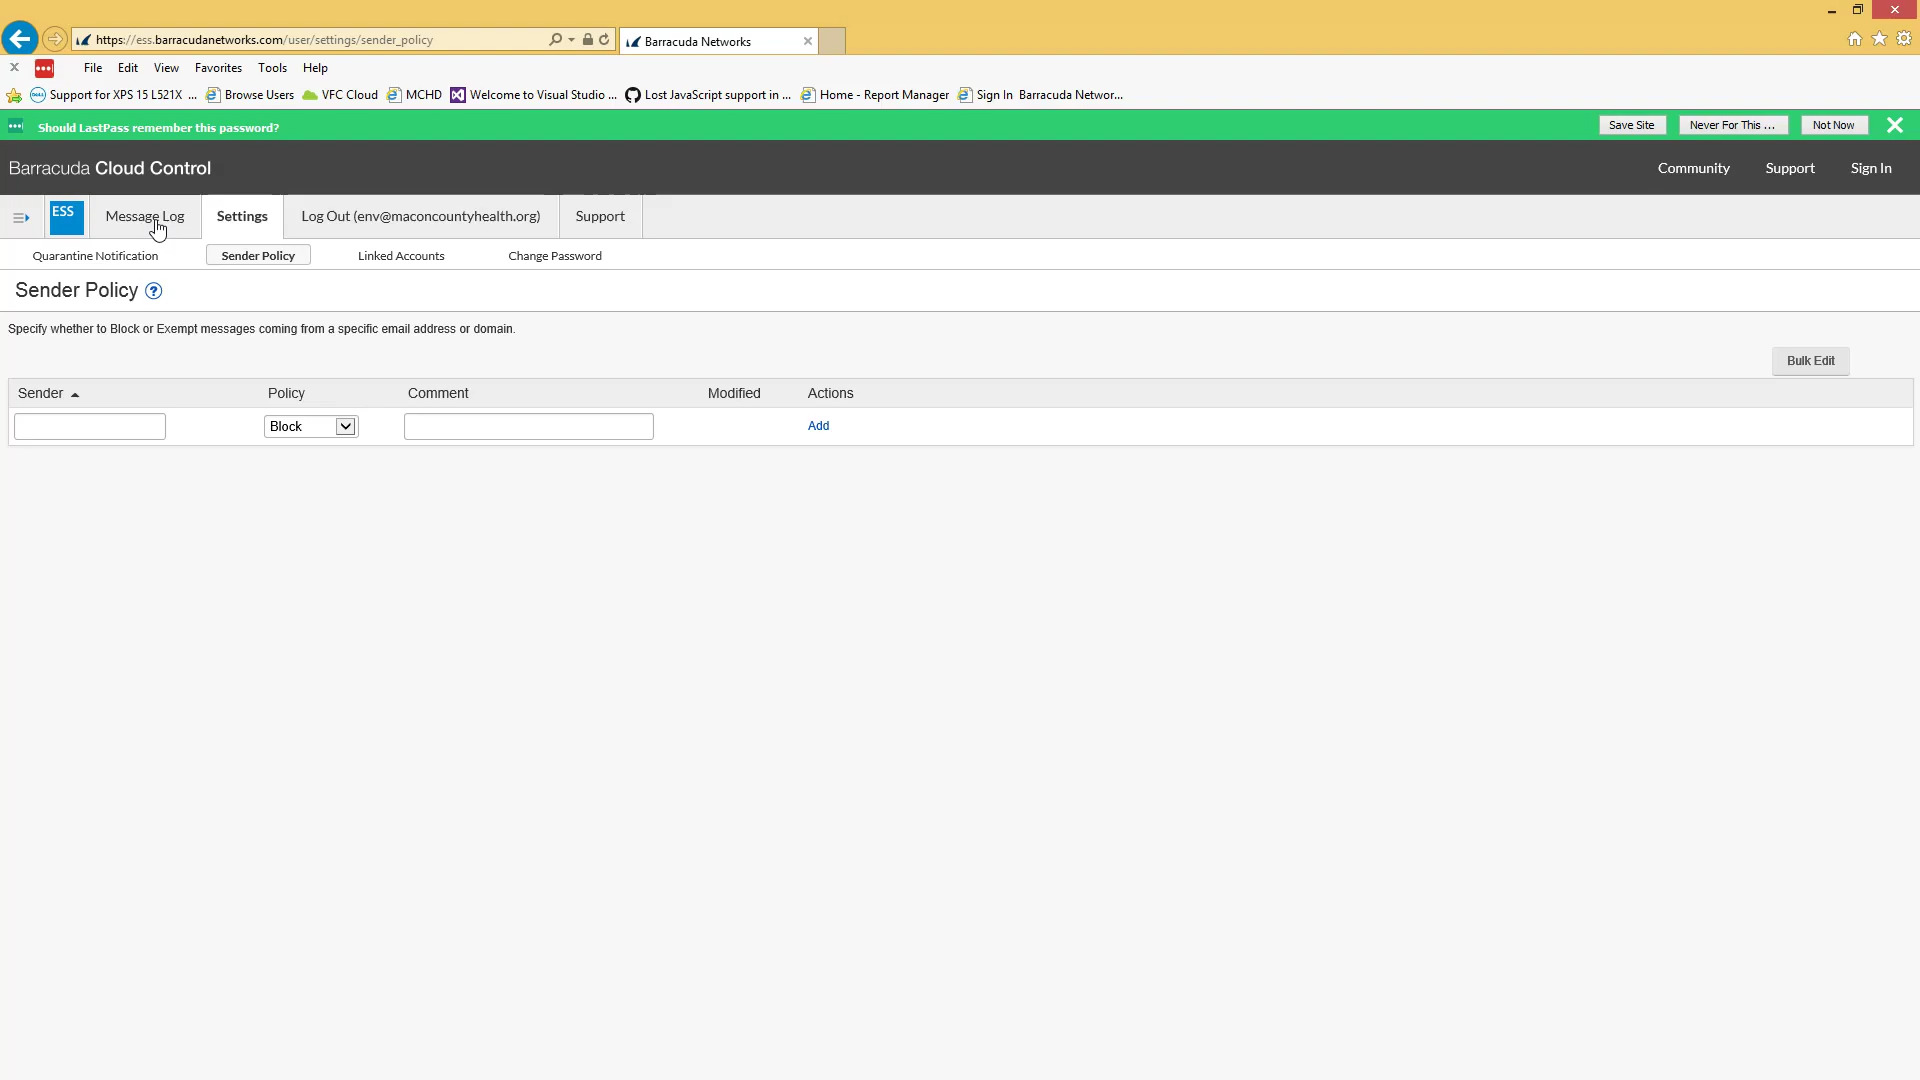 https://ess.barracudanetworks.com/user/settings/sender_policy
Barracuda Networks
File Edit View Favorites Tools Help
Support for XPS 15 L521X ... Browse Users VFC Cloud MCHD Welcome to Visual Studio ... Lost JavaScript support in ... Home - Report Manager Sign In Barracuda Networ...
Should LastPass remember this password? Save Site Never For This ... Not Now
Barracuda Cloud Control Community Support Sign In
ESS Message Log Settings Log Out (env@maconcountyhealth.org) Support
Quarantine Notification Sender Policy Linked Accounts Change Password
Sender Policy ?
Specify whether to Block or Exempt messages coming from a specific email address or domain.
Bulk Edit
Sender Policy Comment Modified Actions
Block Add